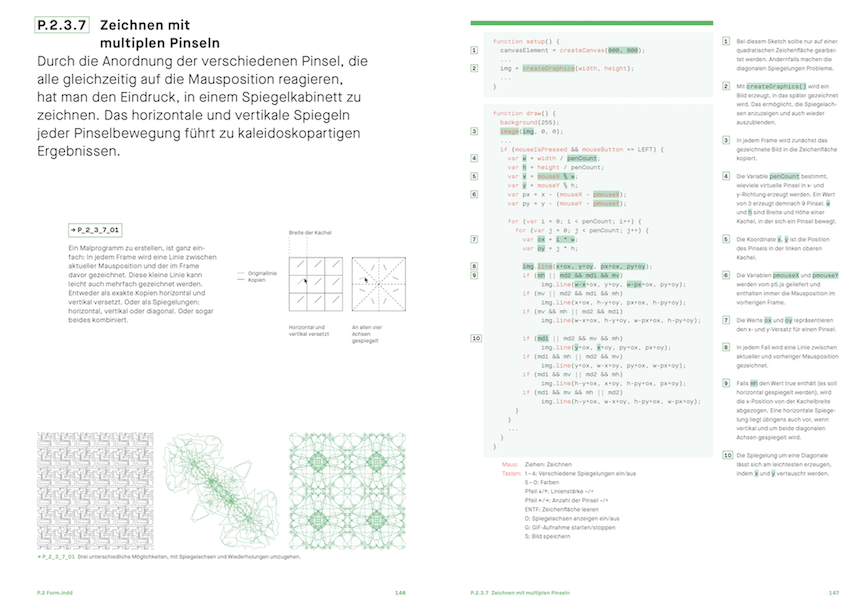 P.2.3.7 Zeichnen mit
multiplen Pinseln
Durch die Anordnung der verschiedenen Pinsel, die
alle gleichzeitig auf die Mausposition reagieren,
hat man den Eindruck, in einem Spiegelkabinett zu
zeichnen. Das horizontale und vertikale Spiegeln
jeder Pinselbewegung führt zu kaleidoskopartigen
Ergebnissen.
→ P_2_3_7_01
Ein Malprogramm zu erstellen, ist ganz ein-
fach: In jedem Frame wird eine Linie zwischen
aktueller Mausposition und der im Frame
davor gezeichnet. Diese kleine Linie kann
leicht auch mehrfach gezeichnet werden.
Entweder als exakte Kopien horizontal und
vertikal versetzt. Oder als Spiegelungen:
horizontal, vertikal oder diagonal. Oder sogar
beides kombiniert.
Breite der Kachel
Originallinie
Kopien
Horizontal und
vertikal versetzt
An allen vier
Achsen
gespiegelt
→ P_2_3_7_01 Drei unterschiedliche Möglichkeiten, mit Spiegelachsen und Wiederholungen umzugehen.
P.2 Form.indd
146
function setup() {
1 canvasElement = createCanvas(800, 800);
...
2 img = createGraphics(width, height);
...
}
function draw() {
background(255);
3 image(img, 0, 0);
...
if (mouseIsPressed && mouseButton == LEFT) {
4 var w = width / penCount;
var h = height / penCount;
5 var x = mouseX % w;
var y = mouseY % h;
6 var px = x - (mouseX - pmouseX);
var py = y - (mouseY - pmouseY);
for (var i = 0; i < penCount; i++) {
for (var j = 0; j < penCount; j++) {
7 var ox = i * w;
var oy = j * h;
8 img.line(x+ox, y+oy, px+ox, py+oy);
9 if (mh || md2 && md1 && mv)
img.line(w-x+ox, y+oy, w-px+ox, py+oy);
if (mv || md2 && md1 && mh)
img.line(x+ox, h-y+oy, px+ox, h-py+oy);
if (mv && mh || md1 && md2)
img.line(w-x+ox, h-y+oy, w-px+ox, h-py+oy);
10 if (md1 || md2 && mv && mh)
img.line(y+ox, x+oy, py+ox, px+oy);
if (md1 && mh || md2 && mv)
img.line(y+ox, w-x+oy, py+ox, w-px+oy);
if (md1 && mv || md2 && mh)
img.line(h-y+ox, x+oy, h-py+ox, px+oy);
if (md1 && mv && mh || md2)
img.line(h-y+ox, w-x+oy, h-py+ox, w-px+oy);
}
}
...
}
}
Maus: Ziehen: Zeichnen
Tasten: 1–4: Verschiedene Spiegelungen ein/aus
5–0: Farben
Pfeil ↓/↑: Linienstärke -/+
Pfeil ←/→: Anzahl der Pinsel -/+
ENTF: Zeichenfläche leeren
D: Spiegelachsen anzeigen ein/aus
G: GIF-Aufnahme starten/stoppen
S: Bild speichern
1 Bei diesem Sketch sollte nur auf einer
quadratischen Zeichenfläche gearbei-
tet werden. Andernfalls machen die
diagonalen Spiegelungen Probleme.
2 Mit createGraphics() wird ein
Bild erzeugt, in das später gezeichnet
wird. Das ermöglicht, die Spiegelach-
sen anzuzeigen und auch wieder
auszublenden.
3 In jedem Frame wird zunächst das
gezeichnete Bild in die Zeichenfläche
kopiert.
4 Die Variable penCount bestimmt,
wieviele virtuelle Pinsel in x- und
y-Richtung erzeugt werden. Ein Wert
von 3 erzeugt demnach 9 Pinsel. w
und h sind Breite und Höhe einer
Kachel, in der sich ein Pinsel bewegt.
5 Die Koordinate x, y ist die Position
des Pinsels in der linken oberen
Kachel.
6 Die Variablen pmouseX und pmouseY
werden vom p5.js geliefert und
enthalten immer die Mausposition im
vorherigen Frame.
7 Die Werte ox und oy repräsentieren
den x- und y-Versatz für einen Pinsel.
8 In jedem Fall wird eine Linie zwischen
aktueller und vorheriger Mausposition
gezeichnet.
9 Falls mh den Wert true enthält (es soll
horizontal gespiegelt werden), wird
die x-Position von der Kachelbreite
abgezogen. Eine horizontale Spiege-
lung liegt übrigens auch vor, wenn
vertikal und um beide diagonalen
Achsen gespiegelt wird.
10 Die Spiegelung um eine Diagonale
lässt sich am leichtesten erzeugen,
indem x und y vertauscht werden.
P.2.3.7 Zeichnen mit multiplen Pinseln
147